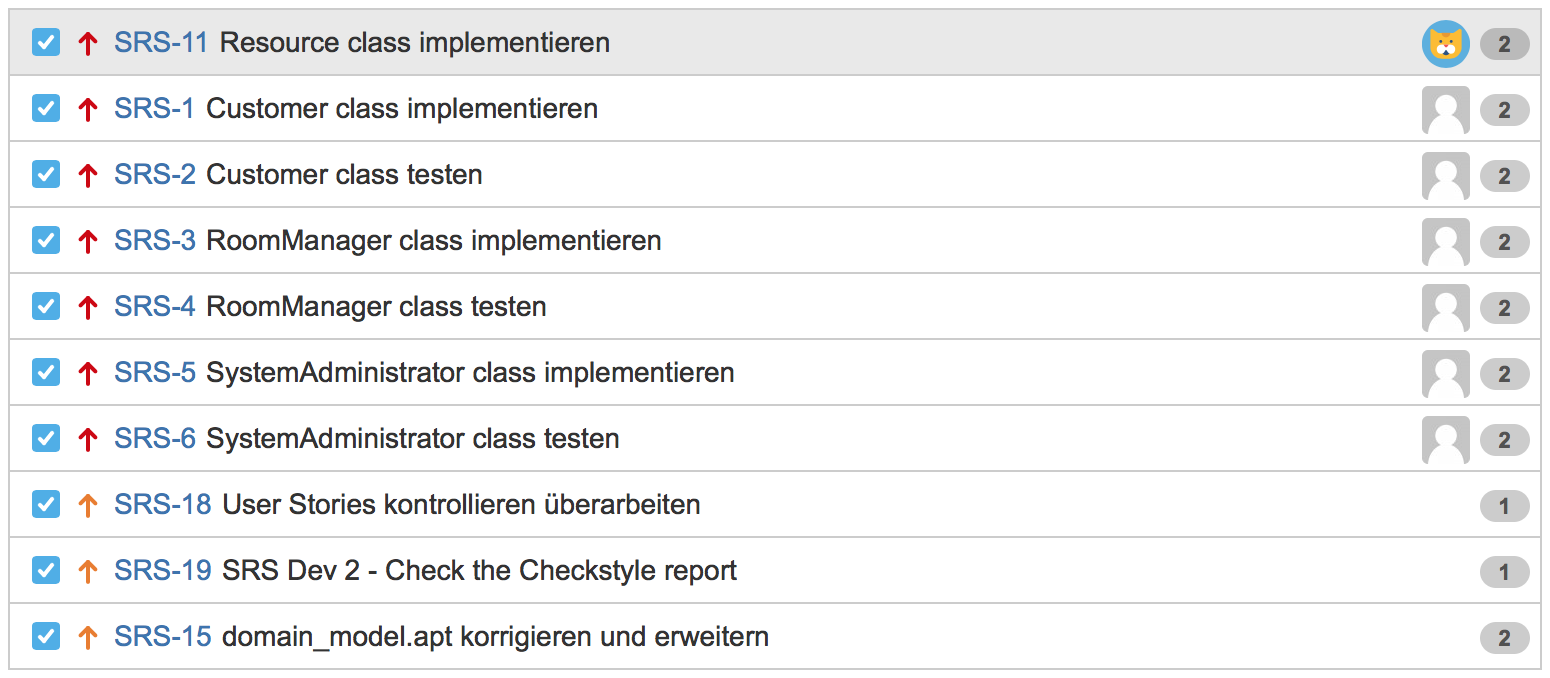 SRS-11 Resource class implementieren 2
SRS-1 Customer class implementieren 2
SRS-2 Customer class testen 2
SRS-3 RoomManager class implementieren 2
SRS-4 RoomManager class testen 2
SRS-5 SystemAdministrator class implementieren 2
SRS-6 SystemAdministrator class testen 2
SRS-18 User Stories kontrollieren überarbeiten 1
SRS-19 SRS Dev 2 - Check the Checkstyle report 1
SRS-15 domain_model.apt korrigieren und erweitern 2